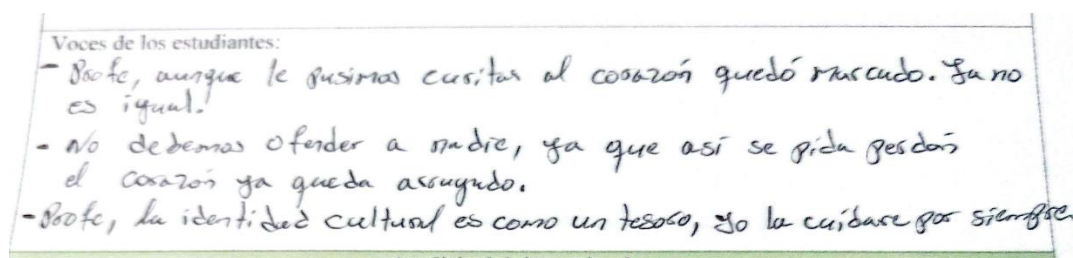 Voces de los estudiantes:
- Profe, aunque le pusimos curitas al corazón quedó marcado. Ya no
es igual.
- No debemos ofender a nadie, ya que así se pida perdón
el corazón ya queda arrugado.
- Profe, la identidad cultural es como un tesoro, yo la cuidare por siempre